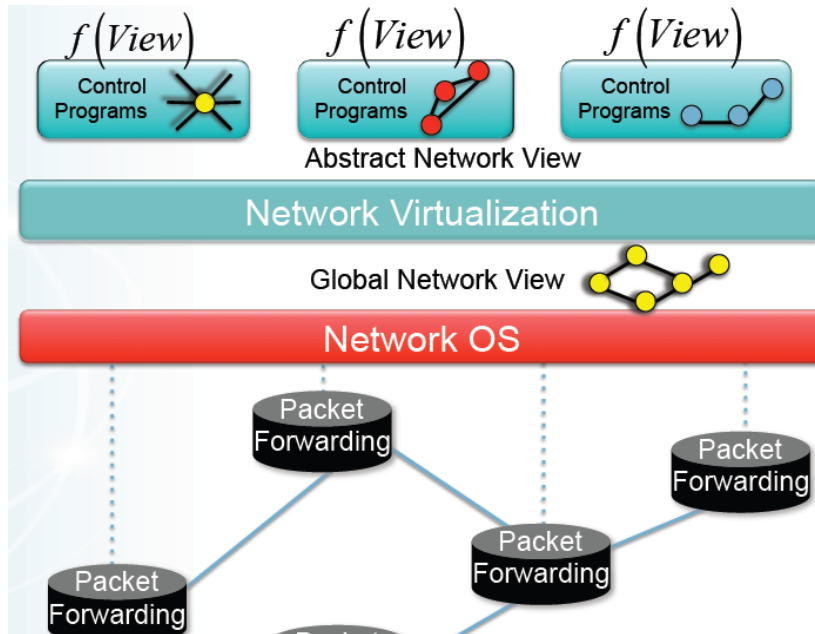 f(View)
f(View)
f(View)
Control
Programs
Control
Programs
Control
Programs
Abstract Network View
Network Virtualization
Global Network View
Network OS
Packet
Forwarding
Packet
Forwarding
Packet
Forwarding
Packet
Forwarding
Packet